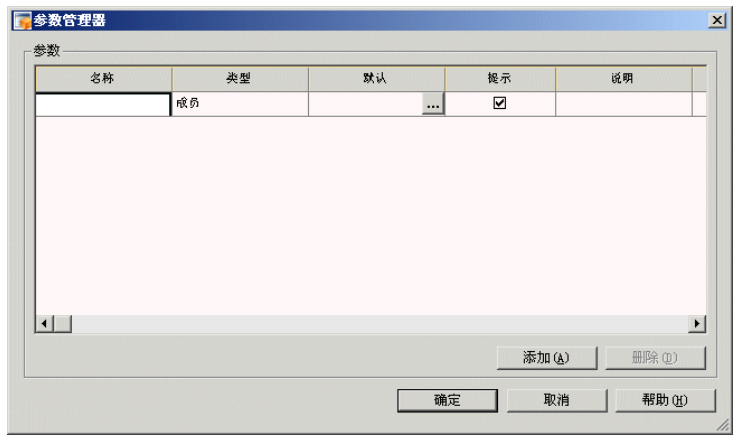 参数管理器
参数
名称 类型 默认 提示 说明
成员 ...
添加(A) 删除(D)
确定 取消 帮助(H)